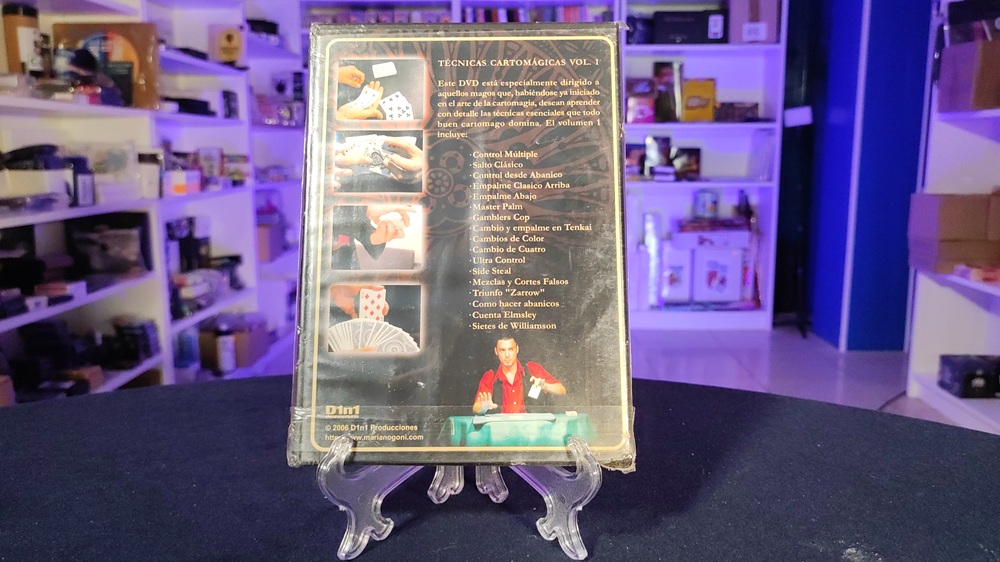 TÉCNICAS CARTOMÁGICAS VOL. 1
Este DVD está especialmente dirigido a
aquellos magos que, habiéndose ya iniciado
en el arte de la cartomagia, desean aprender
con detalle las técnicas esenciales que todo
buen cartomago domina. El volumen 1
incluye:
· Control Múltiple
· Salto Clásico
· Control desde Abanico
· Empalme Clasico Arriba
· Empalme Abajo
· Master Palm
· Gamblers Cop
· Cambio y empalme en Tenkai
· Cambios de Color
· Cambio de Cuatro
· Ultra Control
· Side Steal
· Mezclas y Cortes Falsos
· Triunfo "Zarrow"
· Como hacer abanicos
· Cuenta Elmsley
· Sietes de Williamson
D1n1
© 2006 D1n1 Producciones
www.marianogoni.com